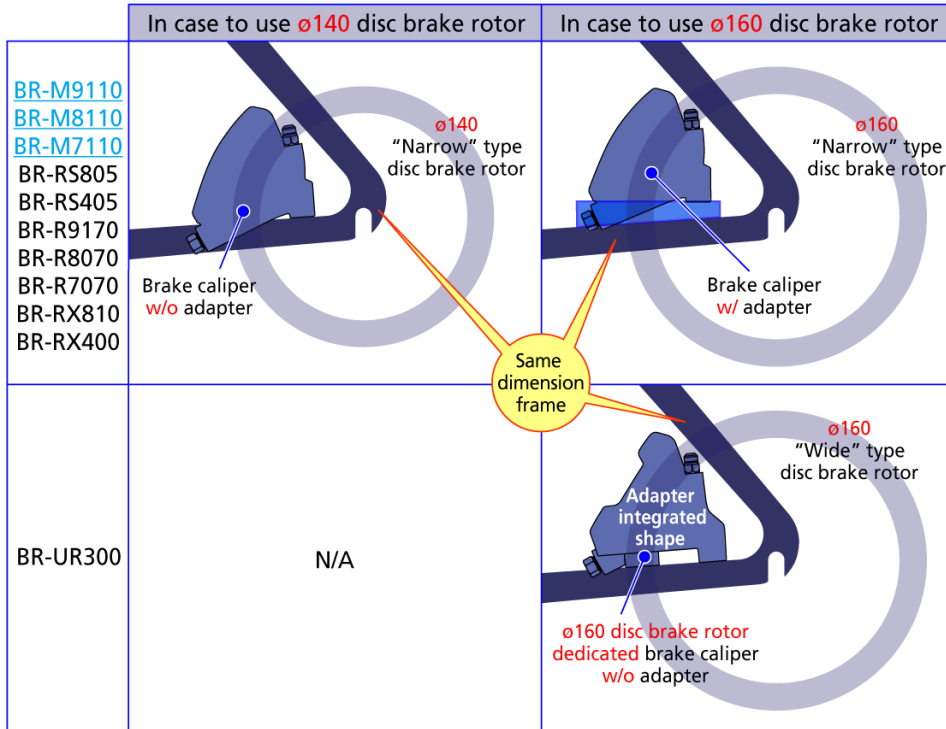 In case to use ø140 disc brake rotor
In case to use ø160 disc brake rotor
BR-M9110
BR-M8110
BR-M7110
BR-RS805
BR-RS405
BR-R9170
BR-R8070
BR-R7070
BR-RX810
BR-RX400
ø140
“Narrow” type
disc brake rotor
Brake caliper
w/o adapter
ø160
“Narrow” type
disc brake rotor
Brake caliper
w/ adapter
Same
dimension
frame
BR-UR300
N/A
ø160
“Wide” type
disc brake rotor
Adapter
integrated
shape
ø160 disc brake rotor
dedicated brake caliper
w/o adapter